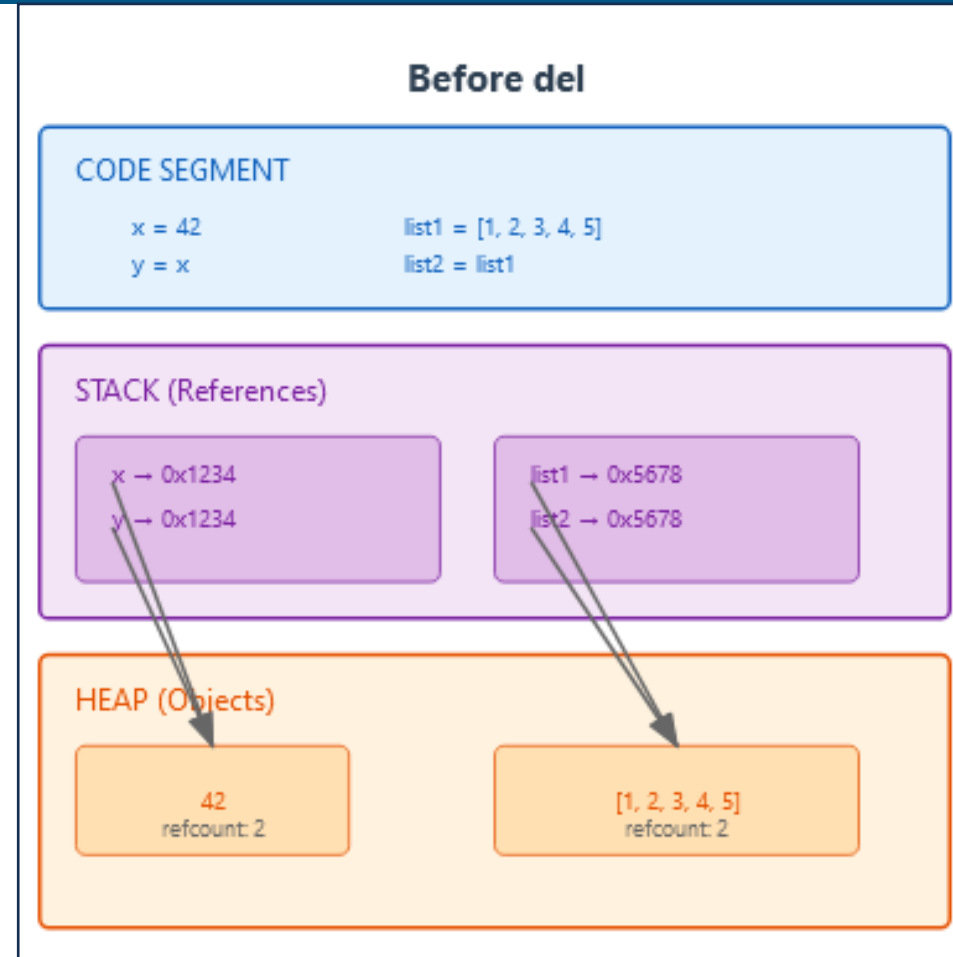 Before del
CODE SEGMENT
x = 42
y = x
list1 = [1, 2, 3, 4, 5]
list2 = list1
STACK (References)
x → 0x1234
y → 0x1234
list1 → 0x5678
list2 → 0x5678
HEAP (Objects)
42
refcount: 2
[1, 2, 3, 4, 5]
refcount: 2